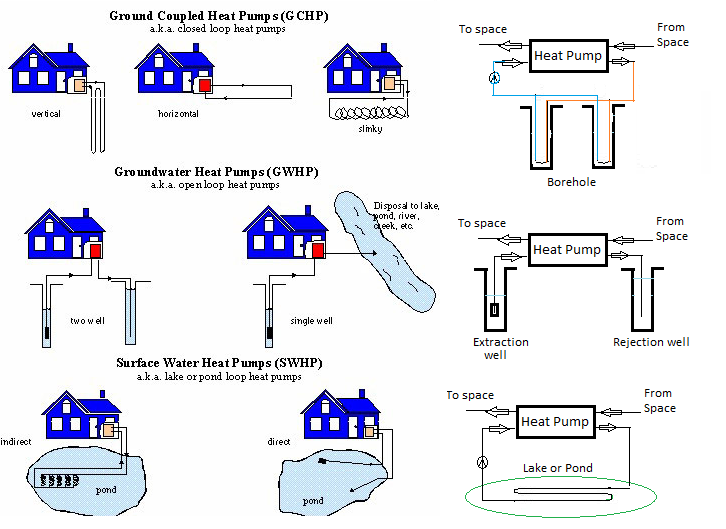 Ground Coupled Heat Pumps (GCHP)
a.k.a. closed loop heat pumps
vertical
horizontal
slinky
To space
From
Space
Heat Pump
Borehole
Groundwater Heat Pumps (GWHP)
a.k.a. open loop heat pumps
Disposal to lake,
pond, river,
creek, etc.
two well
single well
To space
From
Space
Heat Pump
Extraction
well
Rejection well
Surface Water Heat Pumps (SWHP)
a.k.a. lake or pond loop heat pumps
indirect
pond
direct
pond
To space
From
Space
Heat Pump
Lake or Pond